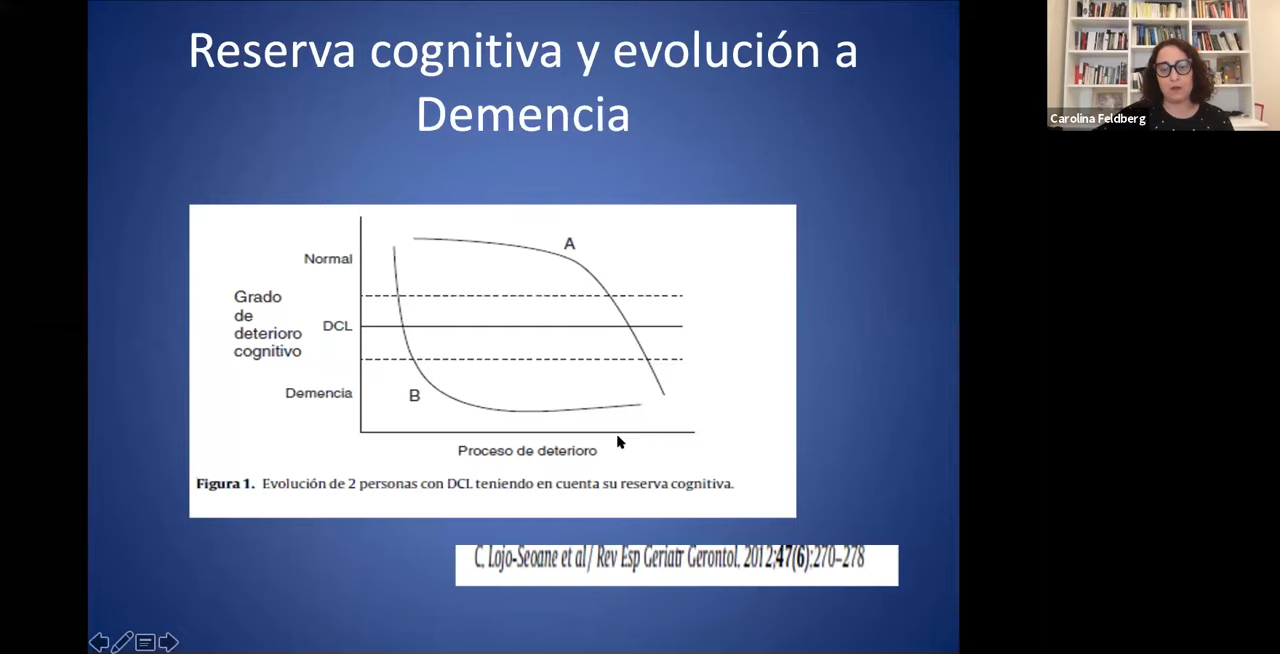 Reserva cognitiva y evolución a
Demencia
Carolina Feldberg
A
Normal
Grado
de
deterioro
cognitivo
DCL
Demencia
B
Proceso de deterioro
Figura 1. Evolución de 2 personas con DCL teniendo en cuenta su reserva cognitiva.
C. Lojo-Seoane et al / Rev Esp Geriatr Gerontol. 2012;47(6):270–278